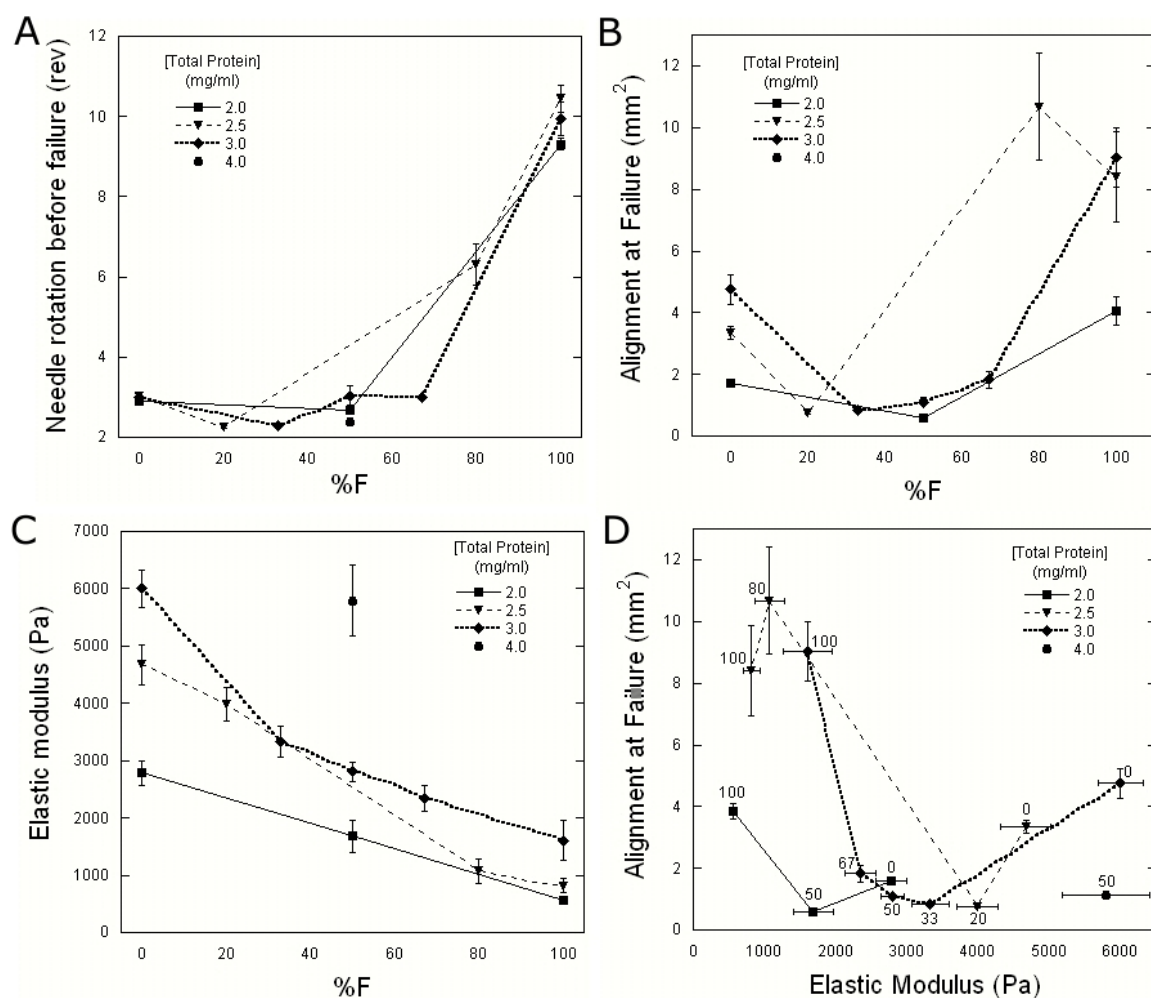 A
Needle rotation before failure (rev)
12
10
8
6
4
2
[Total Protein]
(mg/ml)
2.0
2.5
3.0
4.0
0 20 40 60 80 100
%F
B
Alignment at Failure (mm²)
12
10
8
6
4
2
0
[Total Protein]
(mg/ml)
2.0
2.5
3.0
4.0
0 20 40 60 80 100
%F
C
Elastic modulus (Pa)
7000
6000
5000
4000
3000
2000
1000
0
[Total Protein]
(mg/ml)
2.0
2.5
3.0
4.0
0 20 40 60 80 100
%F
D
Alignment at Failure (mm²)
12
10
8
6
4
2
0
[Total Protein]
(mg/ml)
2.0
2.5
3.0
4.0
80
100
100
100
67
50
0
50
33
20
0
0
50
0 1000 2000 3000 4000 5000 6000
Elastic Modulus (Pa)